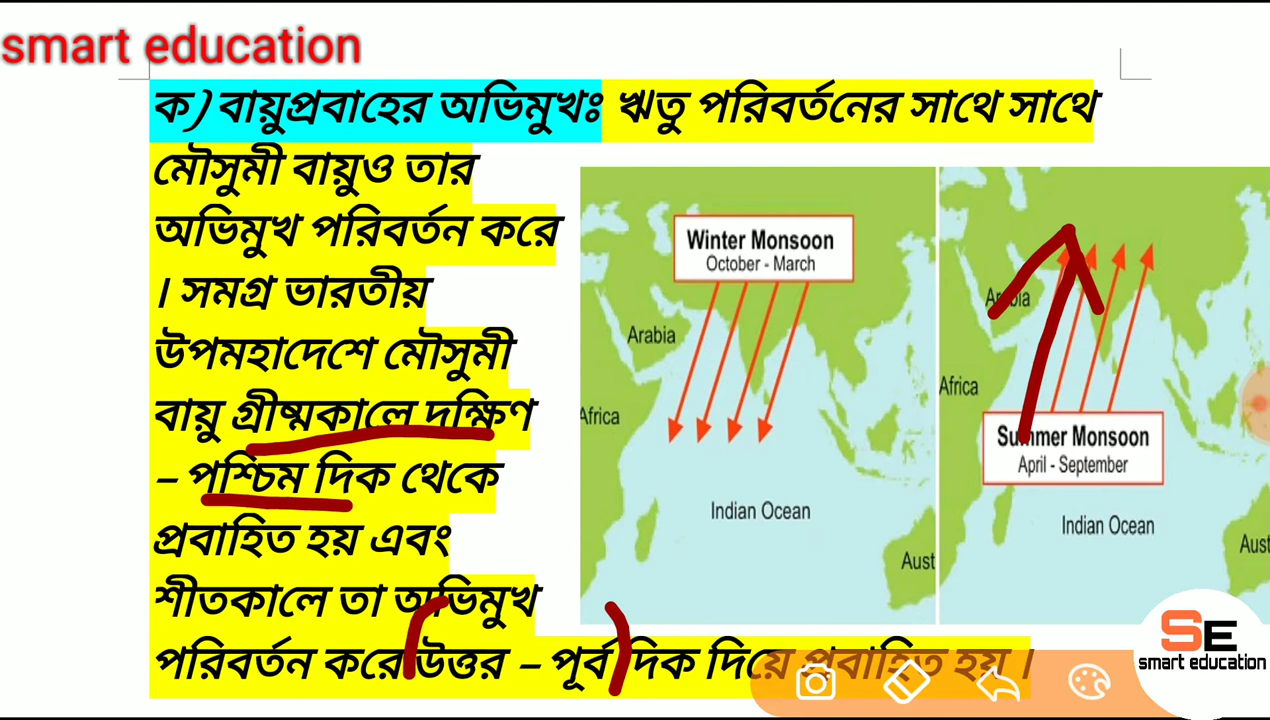 smart education
ক) বায়ুপ্রবাহের অভিমুখঃ ঋতু পরিবর্তনের সাথে সাথে
মৌসুমী বায়ুও তার
অভিমুখ পরিবর্তন করে
। সমগ্র ভারতীয়
উপমহাদেশে মৌসুমী
বায়ু গ্রীষ্মকালে দক্ষিণ
– পশ্চিম দিক থেকে
প্রবাহিত হয় এবং
শীতকালে তা অভিমুখ
পরিবর্তন করে উত্তর – পূর্ব দিক দিয়ে প্রবাহিত হয় ।
Winter Monsoon
October - March
Arabia
Africa
Indian Ocean
Aust
Arabia
Africa
Summer Monsoon
April - September
Indian Ocean
Aust
SE
smart education